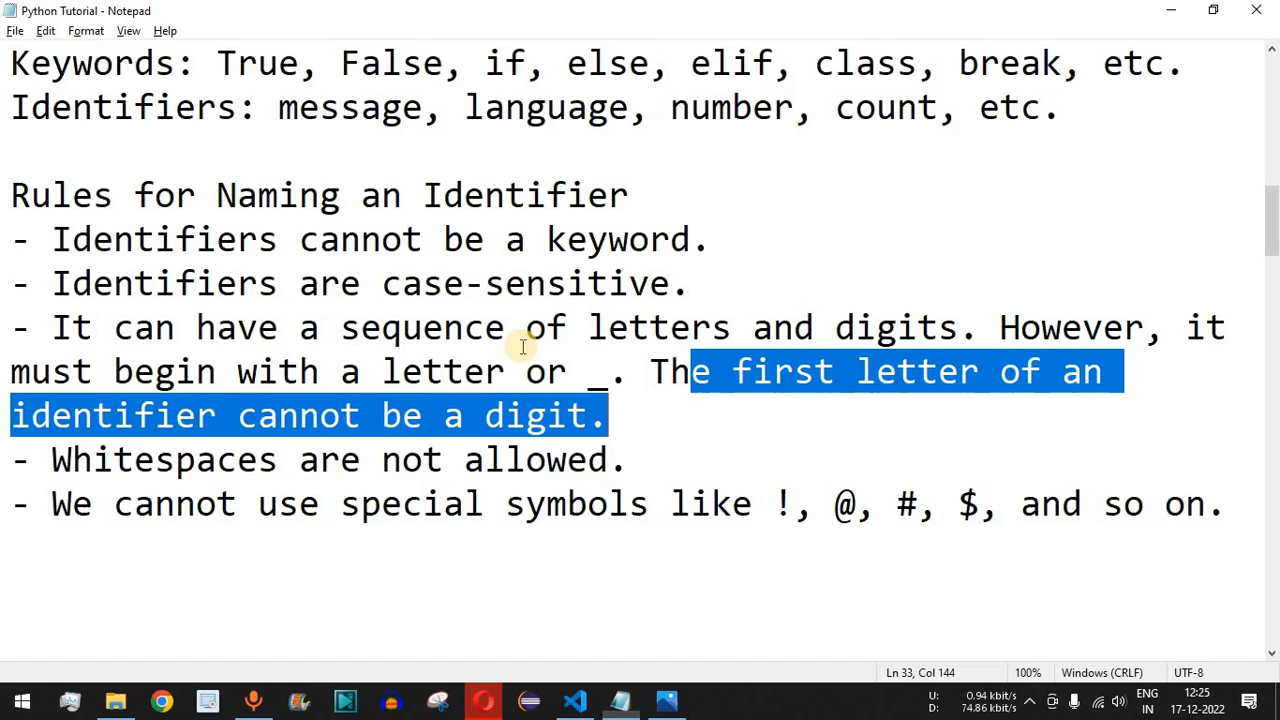 Python Tutorial - Notepad
File Edit Format View Help
Keywords: True, False, if, else, elif, class, break, etc.
Identifiers: message, language, number, count, etc.
Rules for Naming an Identifier
- Identifiers cannot be a keyword.
- Identifiers are case-sensitive.
- It can have a sequence of letters and digits. However, it
must begin with a letter or _. The first letter of an
identifier cannot be a digit.
- Whitespaces are not allowed.
- We cannot use special symbols like !, @, #, $, and so on.
Ln 33, Col 144 100% Windows (CRLF) UTF-8
U: 0.94 kbit/s
D: 74.86 kbit/s
ENG
IN
12:25
17-12-2022